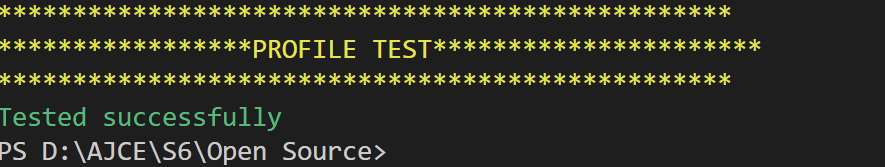 *************************************************
*****************PROFILE TEST**********************
*************************************************
Tested successfully
PS D:\AJCE\S6\Open Source>